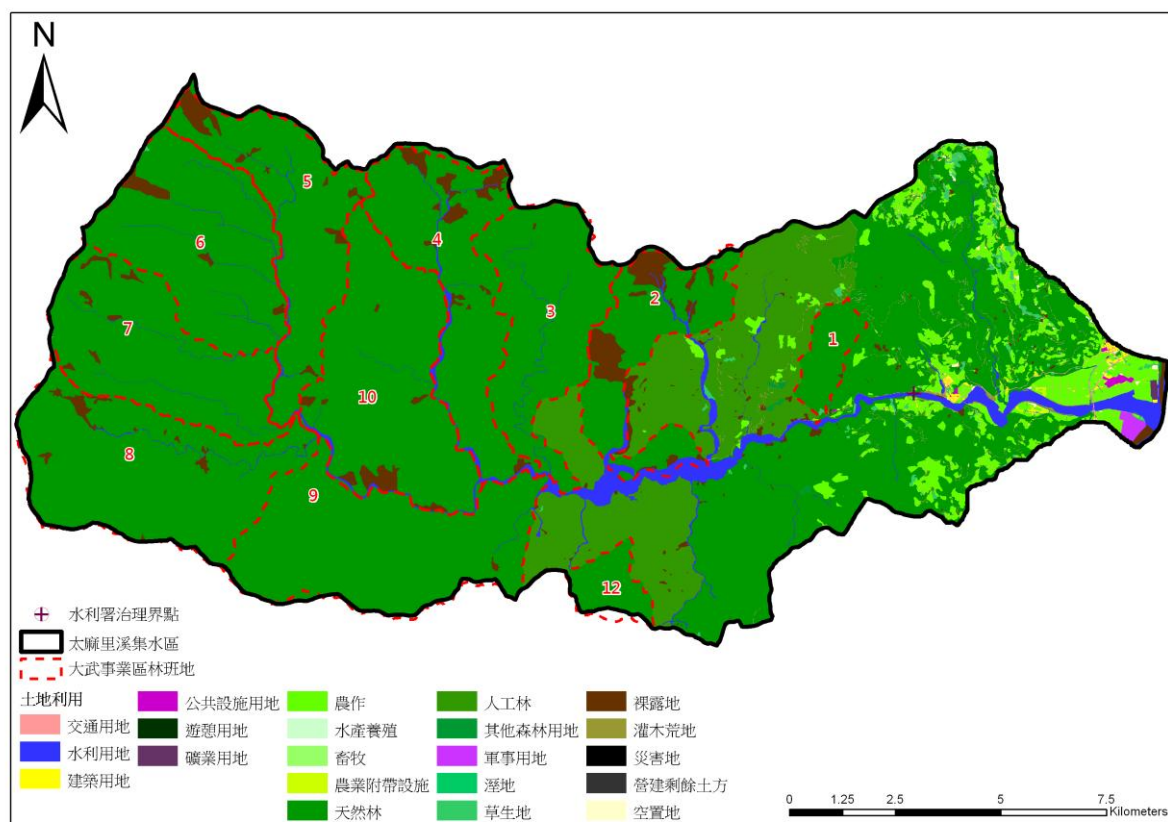 N
5
4
6
3
2
7
1
10
8
9
12
水利署治理界點
太麻里溪集水區
大武事業區林班地
土地利用
交通用地
水利用地
建築用地
公共設施用地
遊憩用地
礦業用地
農作
水產養殖
畜牧
農業附帶設施
天然林
人工林
其他森林用地
軍事用地
溼地
草生地
裸露地
灌木荒地
災害地
營建剩餘土方
空置地
0 1.25 2.5 5 7.5
Kilometers